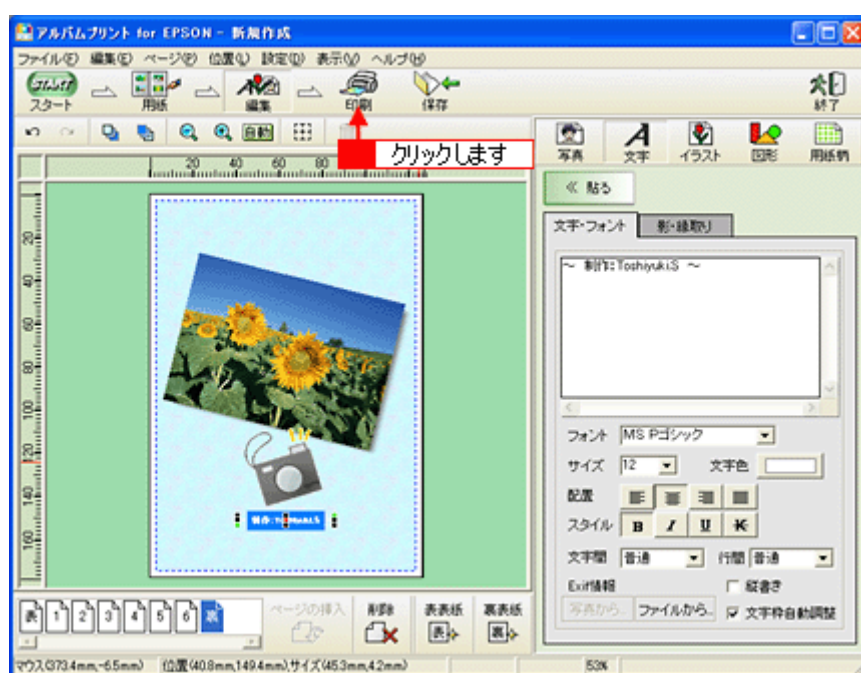 アルバムプリント for EPSON - 新規作成
ファイル(F) 編集(E) ページ(P) 位置(L) 設定(D) 表示(V) ヘルプ(H)
スタート 用紙 編集 印刷 保存 終了
自動
クリックします
写真 文字 イラスト 図形 用紙柄
20 40 60 80
≪ 貼る
文字・フォント 影・縁取り
～ 制作:ToshiyukiS ～
20
40
60
80
100
120
140
160
フォント MS Pゴシック
サイズ 12 文字色
配置
スタイル B I U K
文字間 普通 行間 普通
Exif情報 縦書き
写真から... ファイルから... 文字枠自動調整
表 1 2 3 4 5 6 裏
ページの挿入 削除 表表紙 裏表紙
表 裏
マウス(373.4mm,-6.5mm) 位置(40.8mm,149.4mm),サイズ(45.3mm,4.2mm) 53%